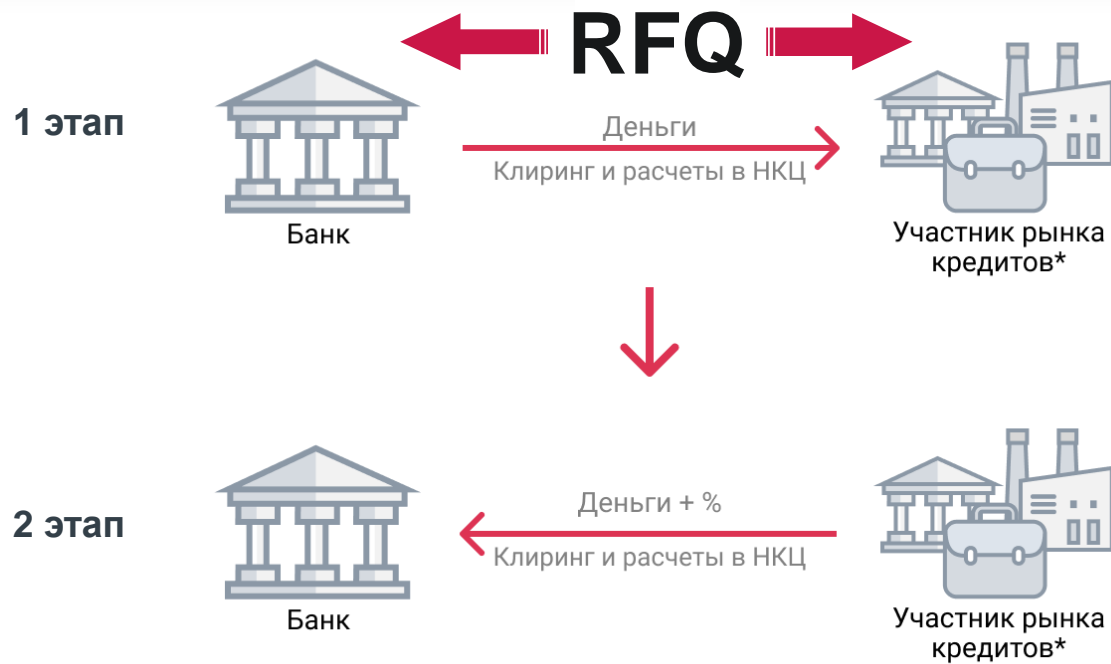 RFQ
1 этап
Деньги
Клиринг и расчеты в НКЦ
Банк
Участник рынка
кредитов*
2 этап
Деньги + %
Клиринг и расчеты в НКЦ
Банк
Участник рынка
кредитов*